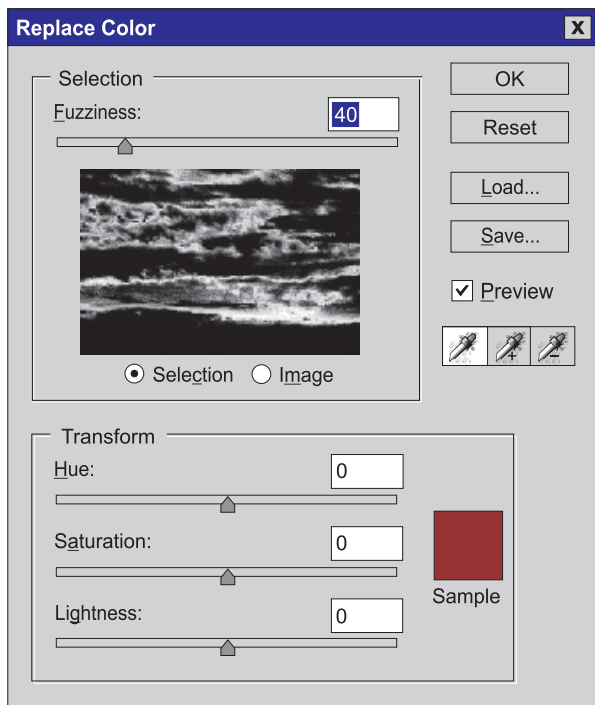 Replace Color
X
Selection
Fuzziness:
40
OK
Reset
Load...
Save...
Preview
Selection
Image
Transform
Hue:
0
Saturation:
0
Lightness:
0
Sample